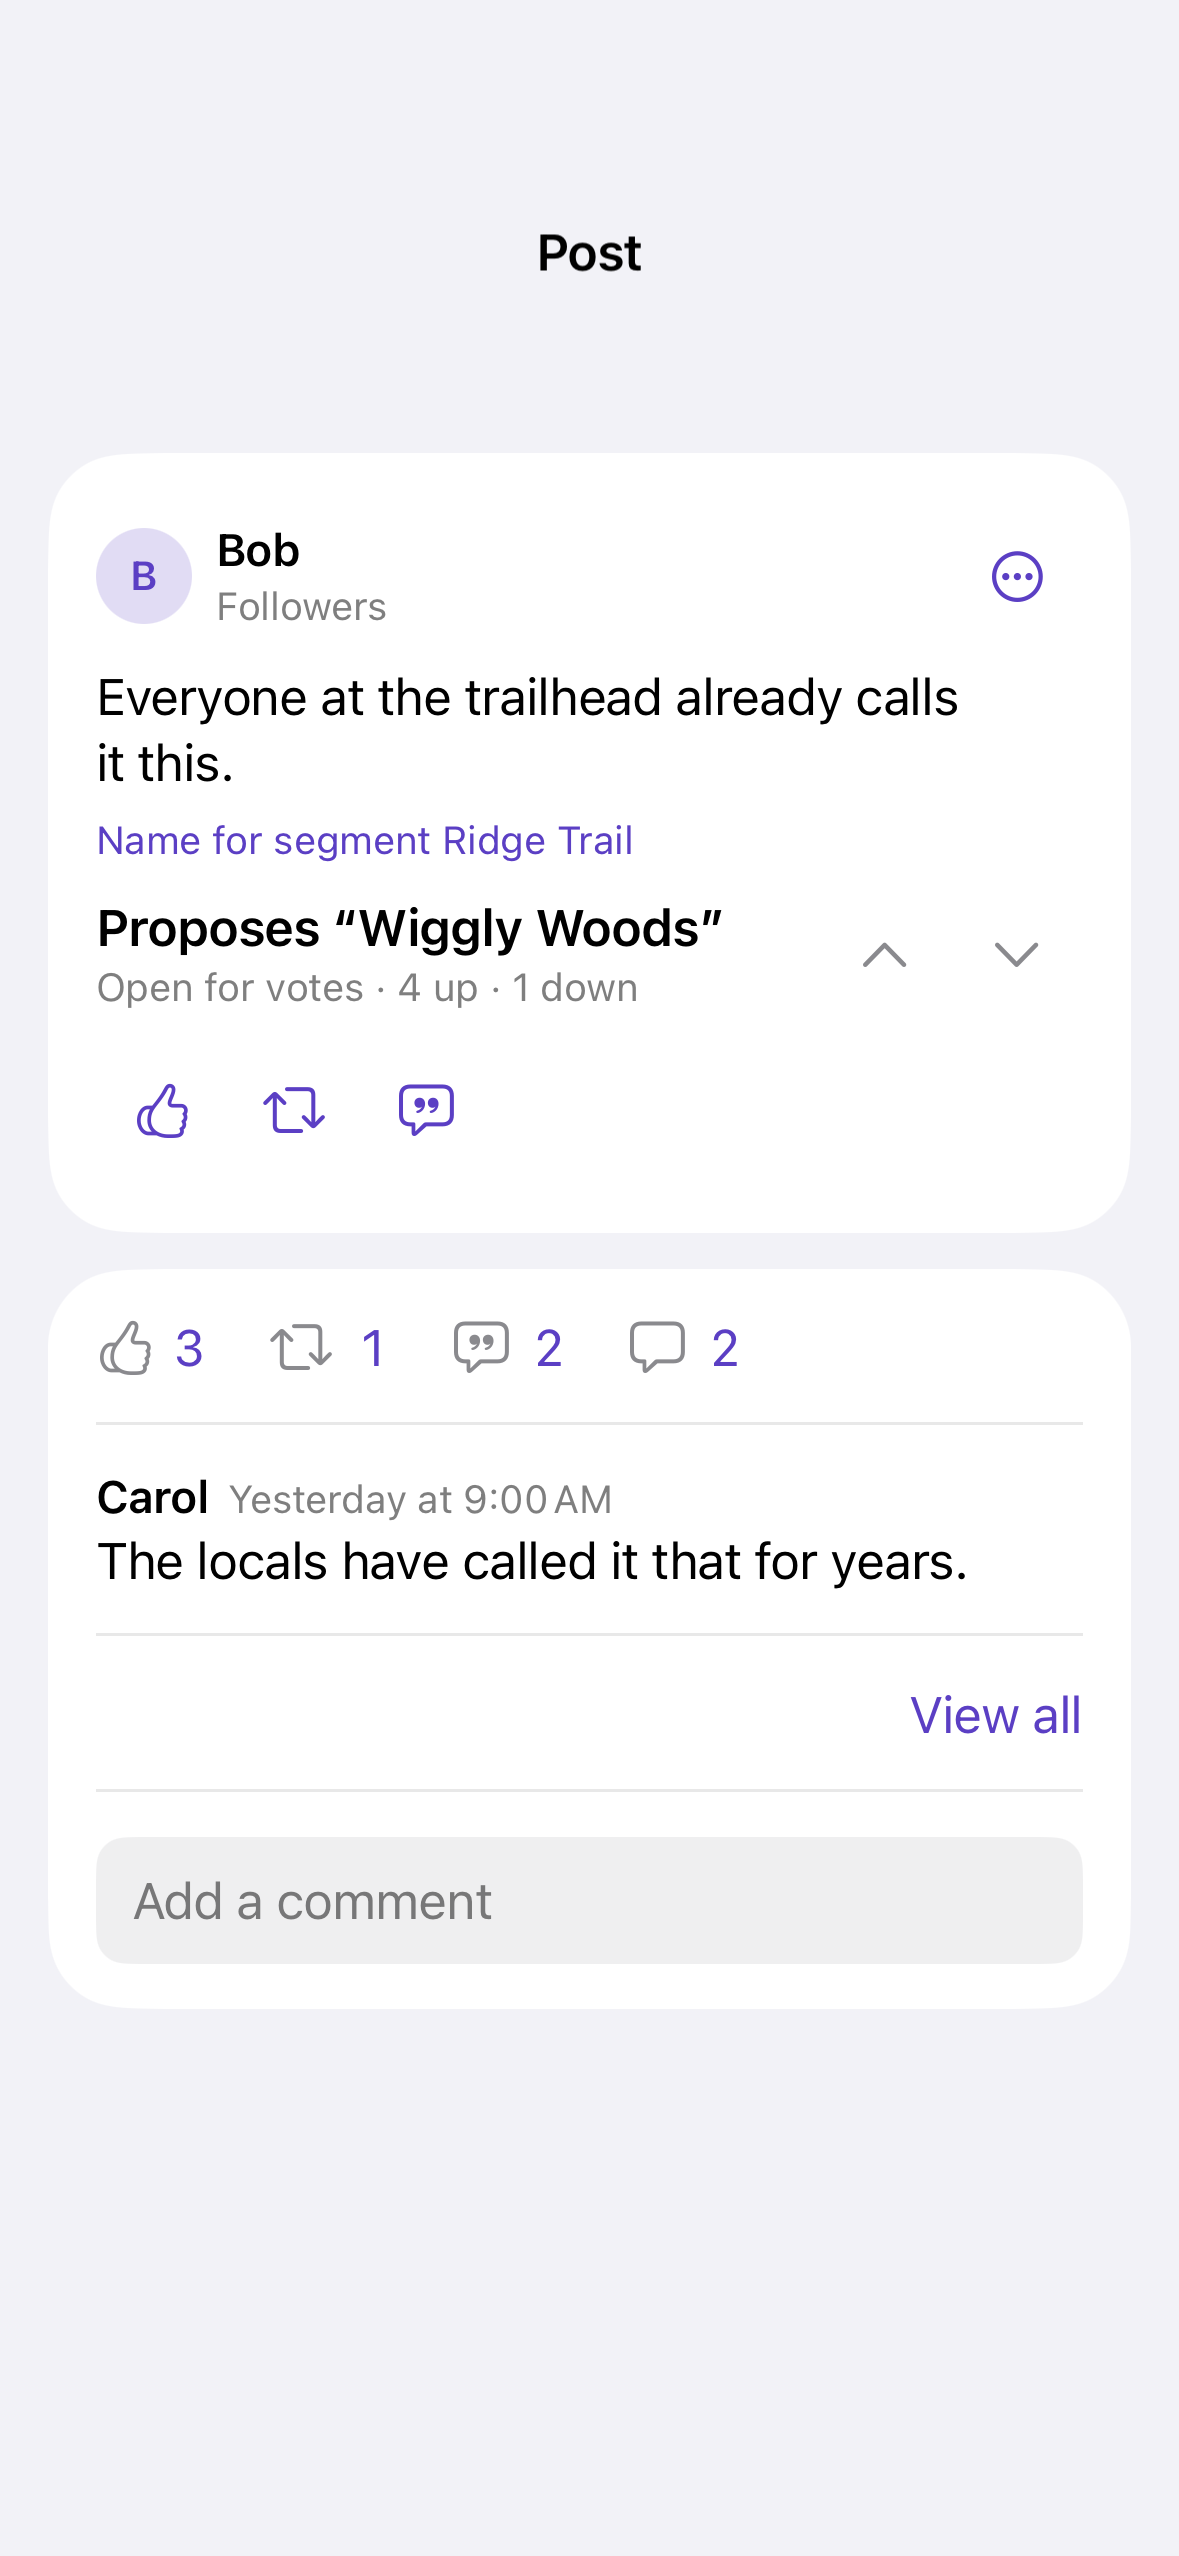 Post
B
Bob
Followers
Everyone at the trailhead already calls
it this.
Name for segment Ridge Trail
Proposes “Wiggly Woods”
Open for votes · 4 up · 1 down
3 1 2 2
Carol Yesterday at 9:00 AM
The locals have called it that for years.
View all
Add a comment